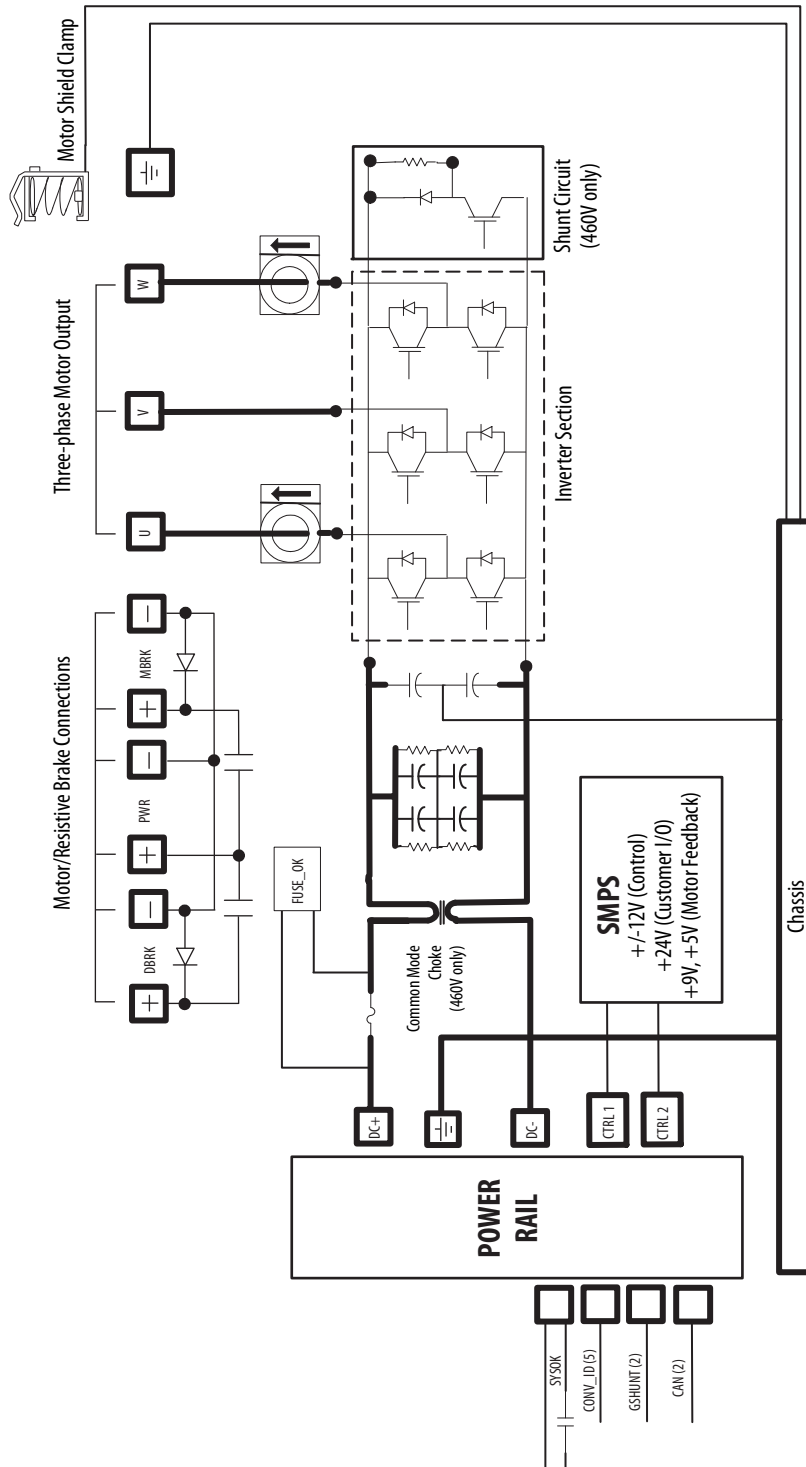 Motor/Resistive Brake Connections
Three-phase Motor Output
Motor Shield Clamp
DBRK
PWR
MBRK
+
-
+
-
+
-
U
V
W
FUSE_OK
DC+
DC-
CTRL 1
CTRL 2
POWER
RAIL
Common Mode
Choke
(460V only)
SMPS
+/-12V (Control)
+24V (Customer I/O)
+9V, +5V (Motor Feedback)
Inverter Section
Shunt Circuit
(460V only)
SYSOK
CONV_ID (5)
GSHUNT (2)
CAN (2)
Chassis